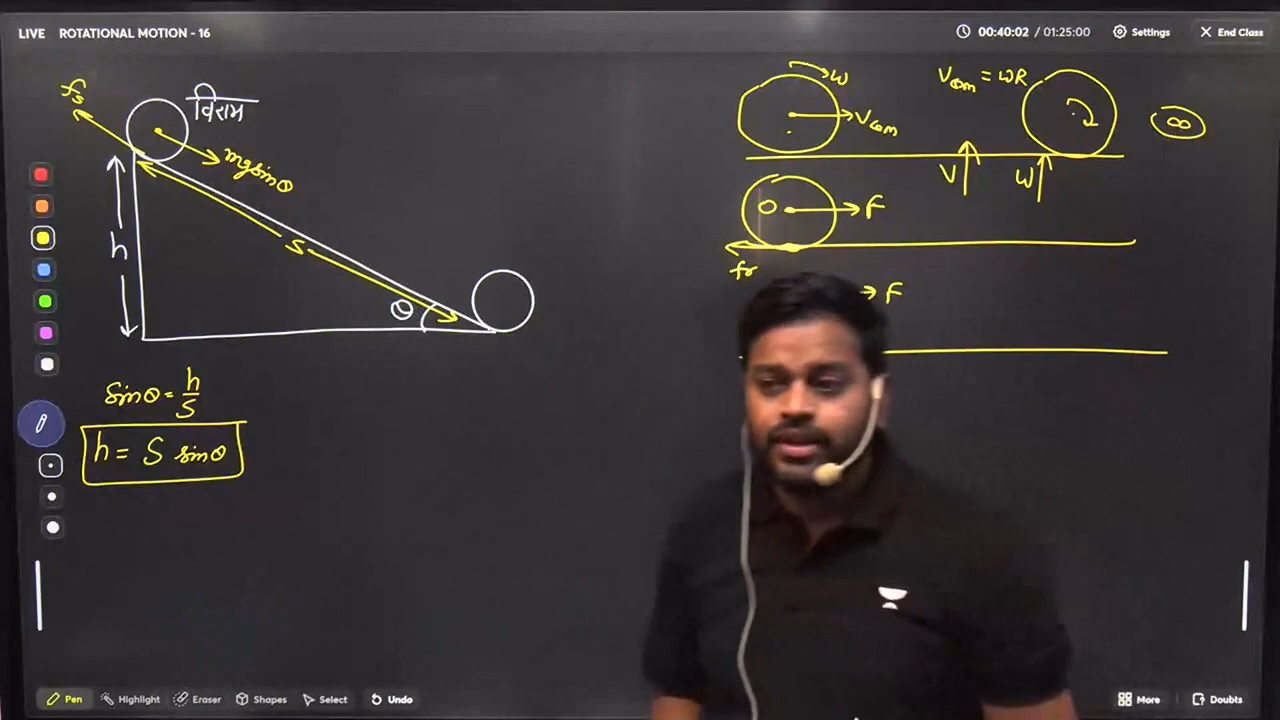 LIVE ROTATIONAL MOTION - 16
00:40:02 / 01:25:00 Settings End Class
fs
विराम
mg sinθ
h
S
θ
sinθ = h/S
h = S sinθ
ω
Vcom
Vcom = ωR
∞
V
ω
F
fr
F
Pen Highlight Eraser Shapes Select Undo More Doubts